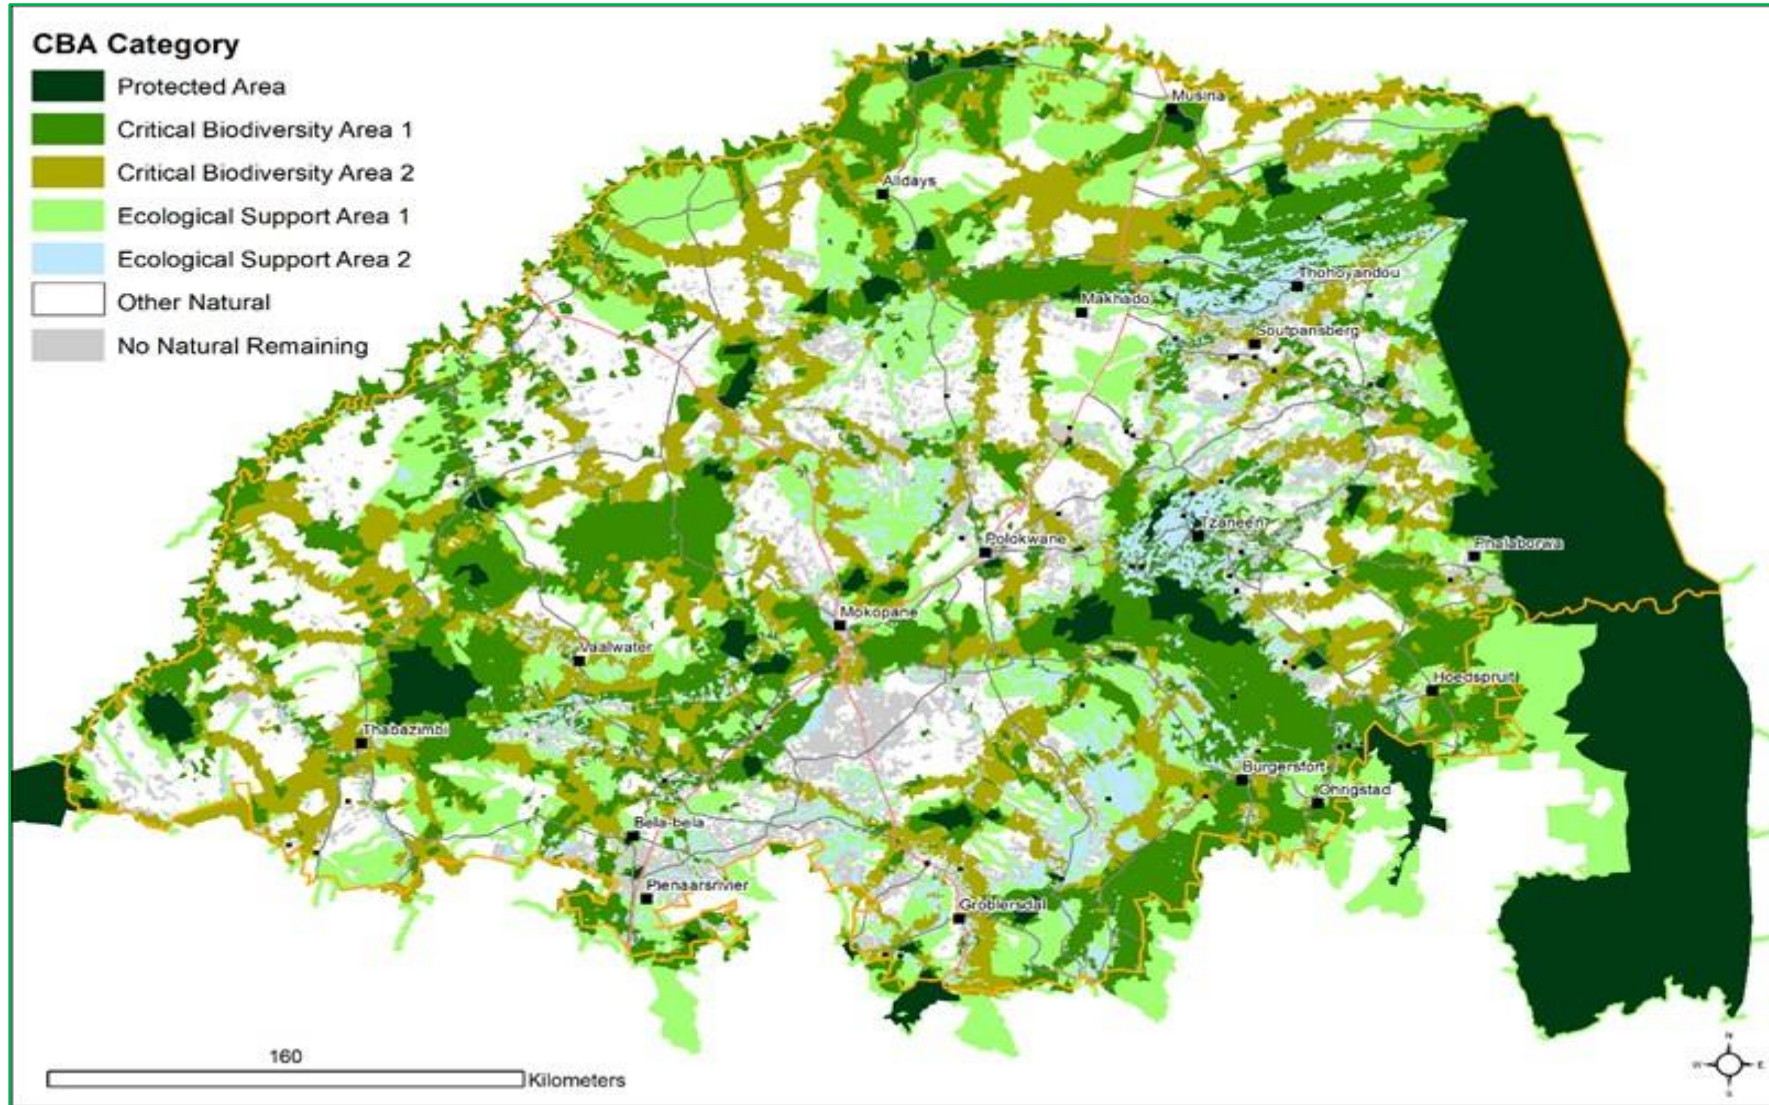 CBA Category
Protected Area
Critical Biodiversity Area 1
Critical Biodiversity Area 2
Ecological Support Area 1
Ecological Support Area 2
Other Natural
No Natural Remaining
Musina
Alldays
Thohoyandou
Makhado
Soutpansberg
Tzaneen
Polokwane
Phalaborwa
Mokopane
Vaalwater
Hoedspruit
Thabazimbi
Burgersfort
Ohrigstad
Bela-bela
Pienaarsrivier
Groblersdal
160
Kilometers
N
W
E
S